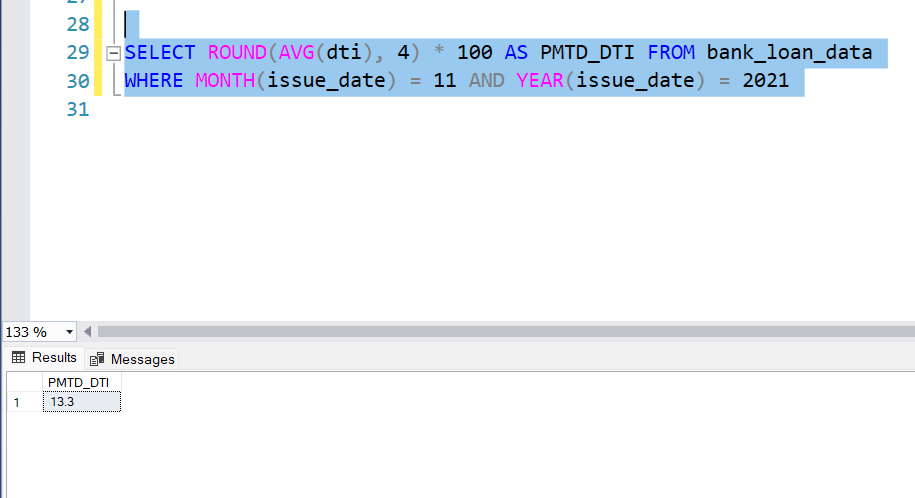 28
29 SELECT ROUND(AVG(dti), 4) * 100 AS PMTD_DTI FROM bank_loan_data
30 WHERE MONTH(issue_date) = 11 AND YEAR(issue_date) = 2021
31
133 %
Results Messages
PMTD_DTI
1 13.3